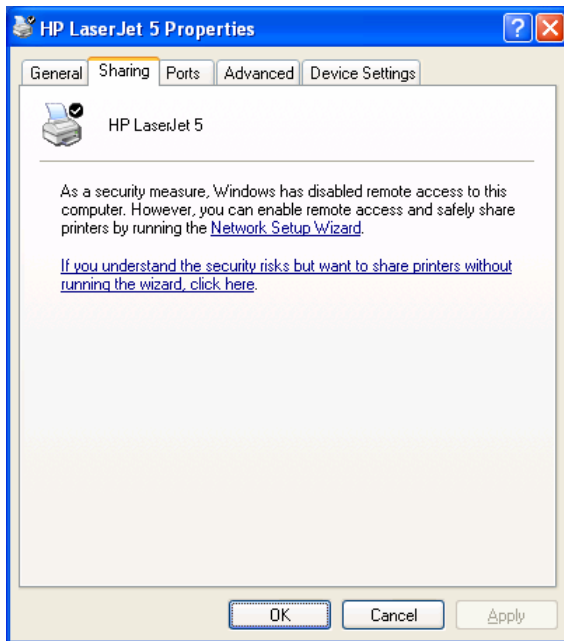 HP LaserJet 5 Properties
General Sharing Ports Advanced Device Settings
HP LaserJet 5
As a security measure, Windows has disabled remote access to this
computer. However, you can enable remote access and safely share
printers by running the Network Setup Wizard.
If you understand the security risks but want to share printers without
running the wizard, click here.
OK Cancel Apply